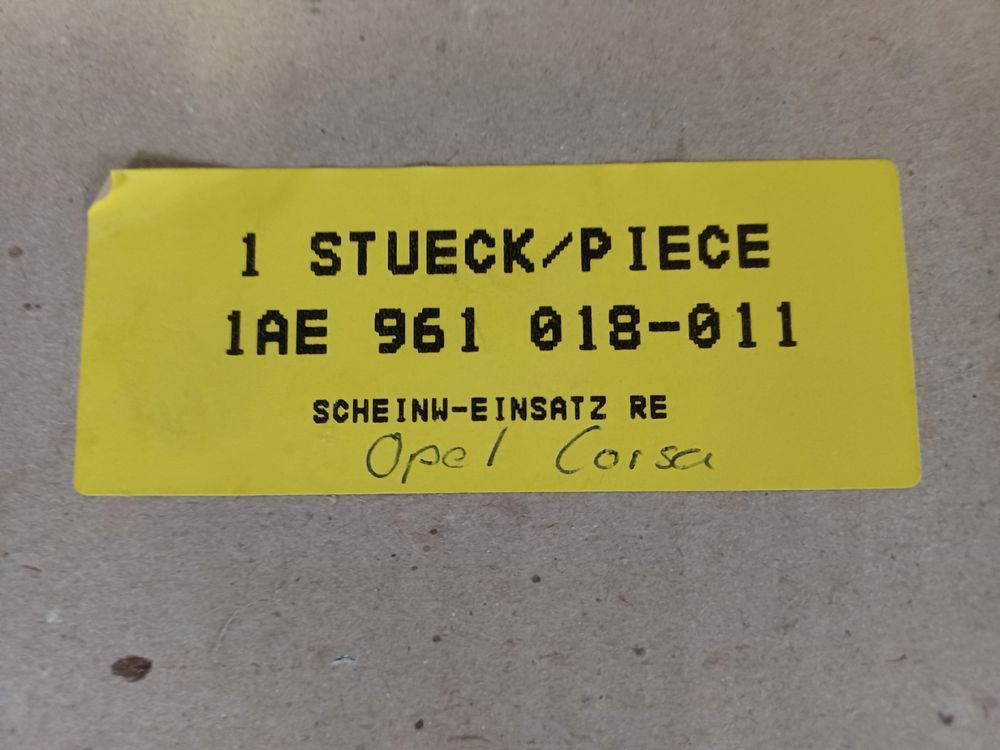 1 STUECK/PIECE
1AE 961 018-011
SCHEINW-EINSATZ RE
Opel Corsa